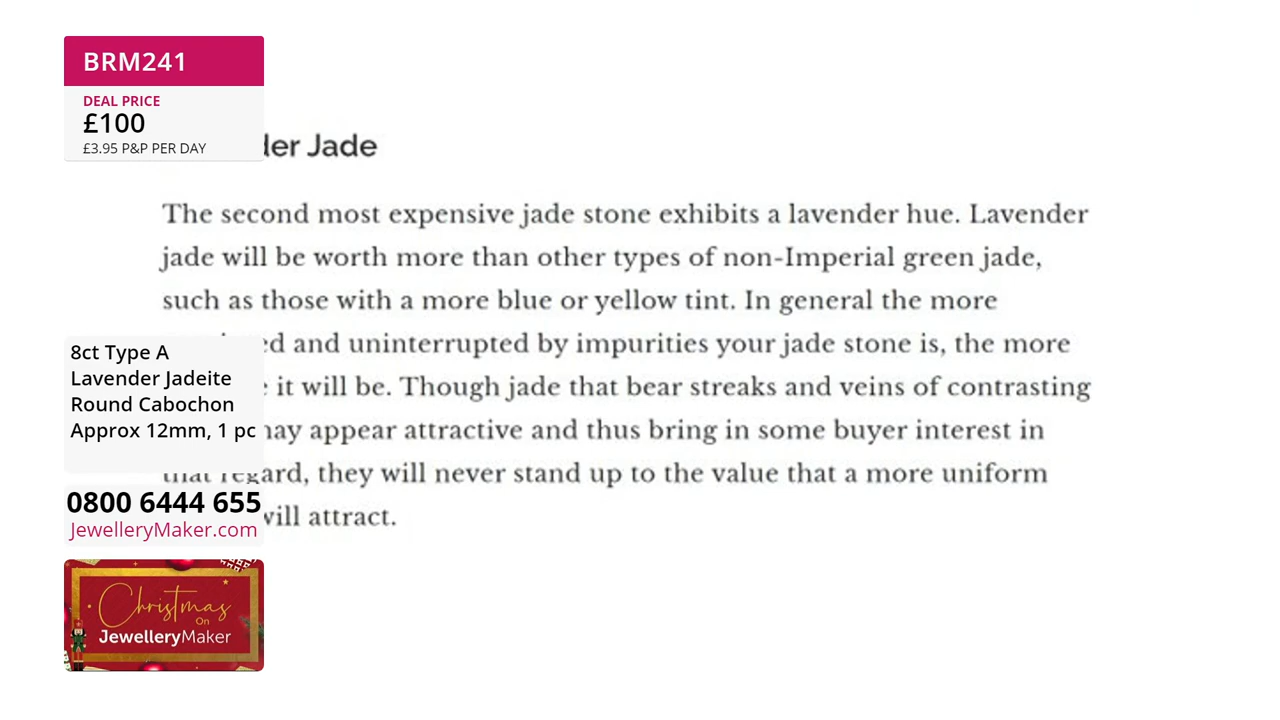 BRM241
DEAL PRICE
£100
£3.95 P&P PER DAY
Jade
The second most expensive jade stone exhibits a lavender hue. Lavender
jade will be worth more than other types of non-Imperial green jade,
such as those with a more blue or yellow tint. In general the more
and uninterrupted by impurities your jade stone is, the more
it will be. Though jade that bear streaks and veins of contrasting
may appear attractive and thus bring in some buyer interest in
that regard, they will never stand up to the value that a more uniform
will attract.
8ct Type A
Lavender Jadeite
Round Cabochon
Approx 12mm, 1 pc
0800 6444 655
JewelleryMaker.com
Christmas
On
JewelleryMaker